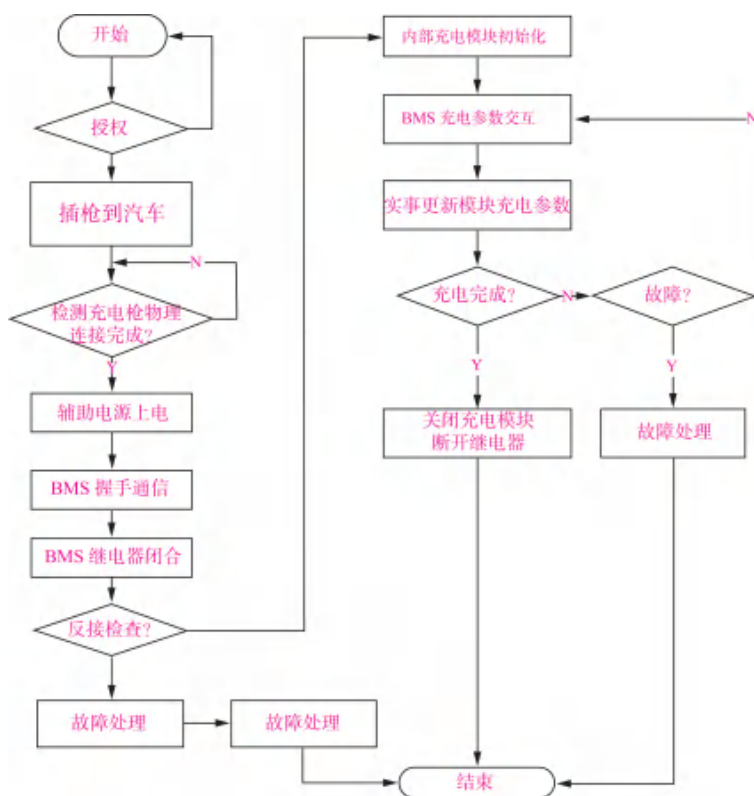 开始
授权
插枪到汽车
N
检测充电枪物理
连接完成?
Y
辅助电源上电
BMS 握手通信
BMS 继电器闭合
反接检查?
故障处理
故障处理
内部充电模块初始化
BMS 充电参数交互
N
实事更新模块充电参数
充电完成?
N
故障?
Y
Y
关闭充电模块
断开继电器
故障处理
结束